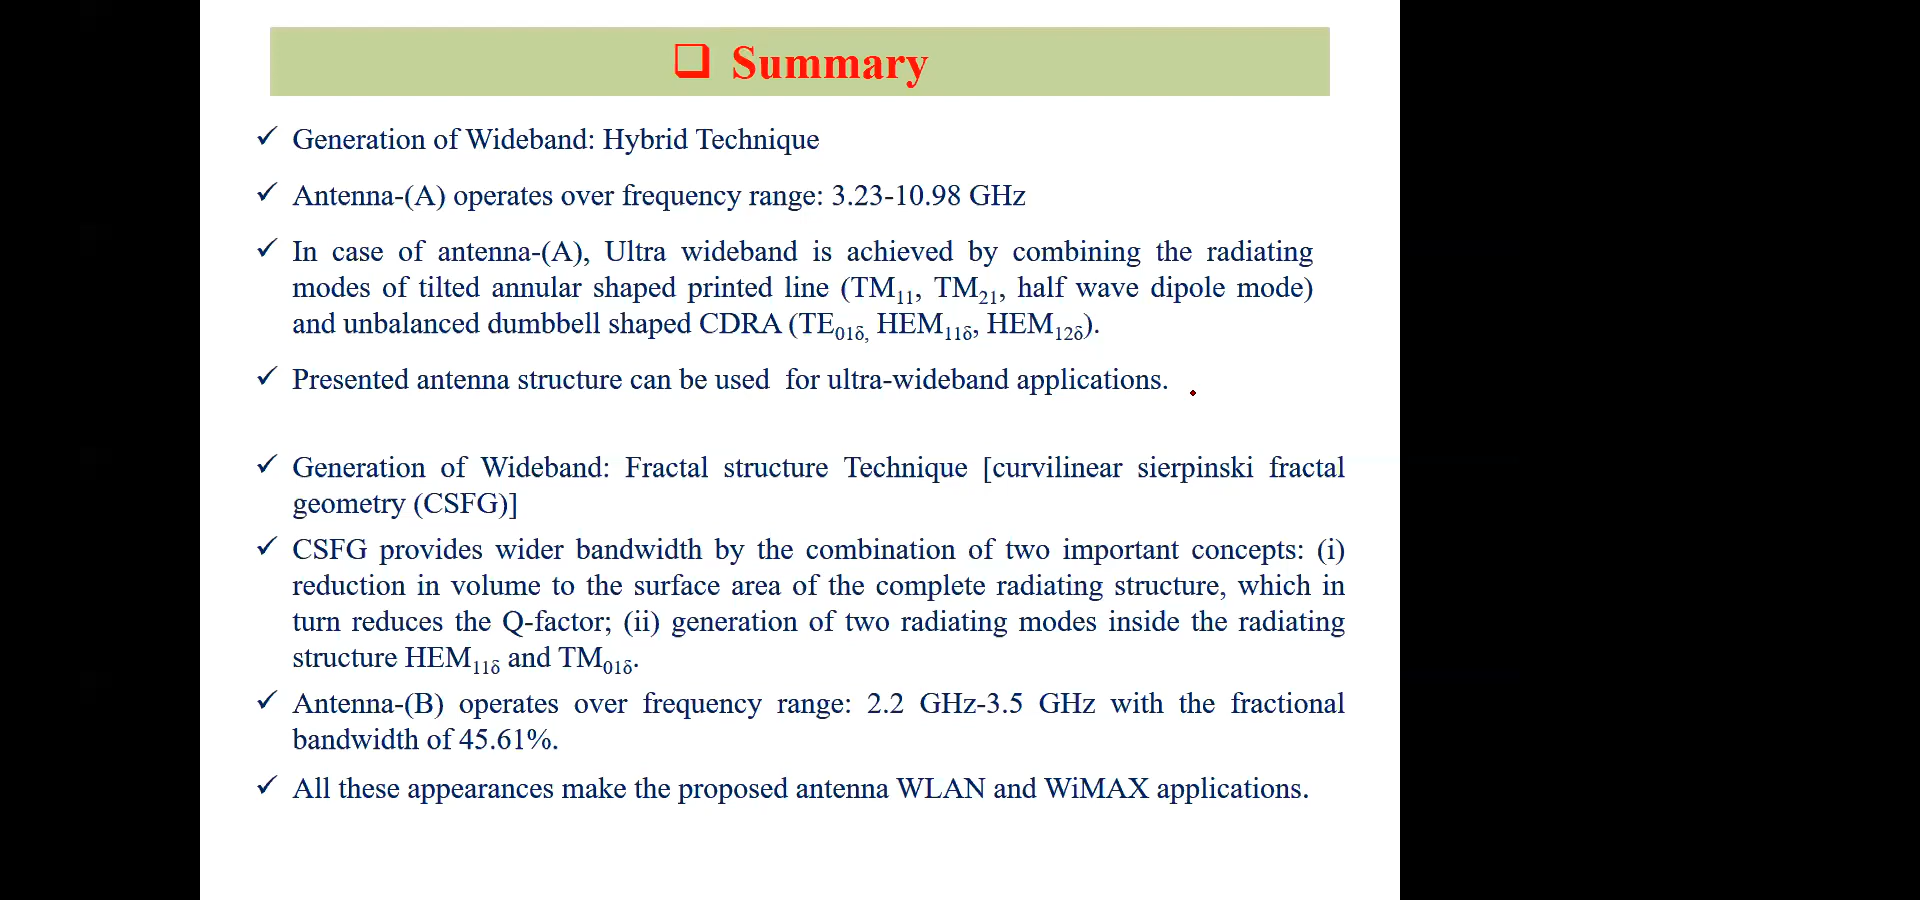 ❑ Summary
✓ Generation of Wideband: Hybrid Technique
✓ Antenna-(A) operates over frequency range: 3.23-10.98 GHz
✓ In case of antenna-(A), Ultra wideband is achieved by combining the radiating
modes of tilted annular shaped printed line (TM₁₁, TM₂₁, half wave dipole mode)
and unbalanced dumbbell shaped CDRA (TE₀₁δ, HEM₁₁δ, HEM₁₂δ).
✓ Presented antenna structure can be used  for ultra-wideband applications.
✓ Generation of Wideband: Fractal structure Technique [curvilinear sierpinski fractal
geometry (CSFG)]
✓ CSFG provides wider bandwidth by the combination of two important concepts: (i)
reduction in volume to the surface area of the complete radiating structure, which in
turn reduces the Q-factor; (ii) generation of two radiating modes inside the radiating
structure HEM₁₁δ and TM₀₁δ.
✓ Antenna-(B) operates over frequency range: 2.2 GHz-3.5 GHz with the fractional
bandwidth of 45.61%.
✓ All these appearances make the proposed antenna WLAN and WiMAX applications.